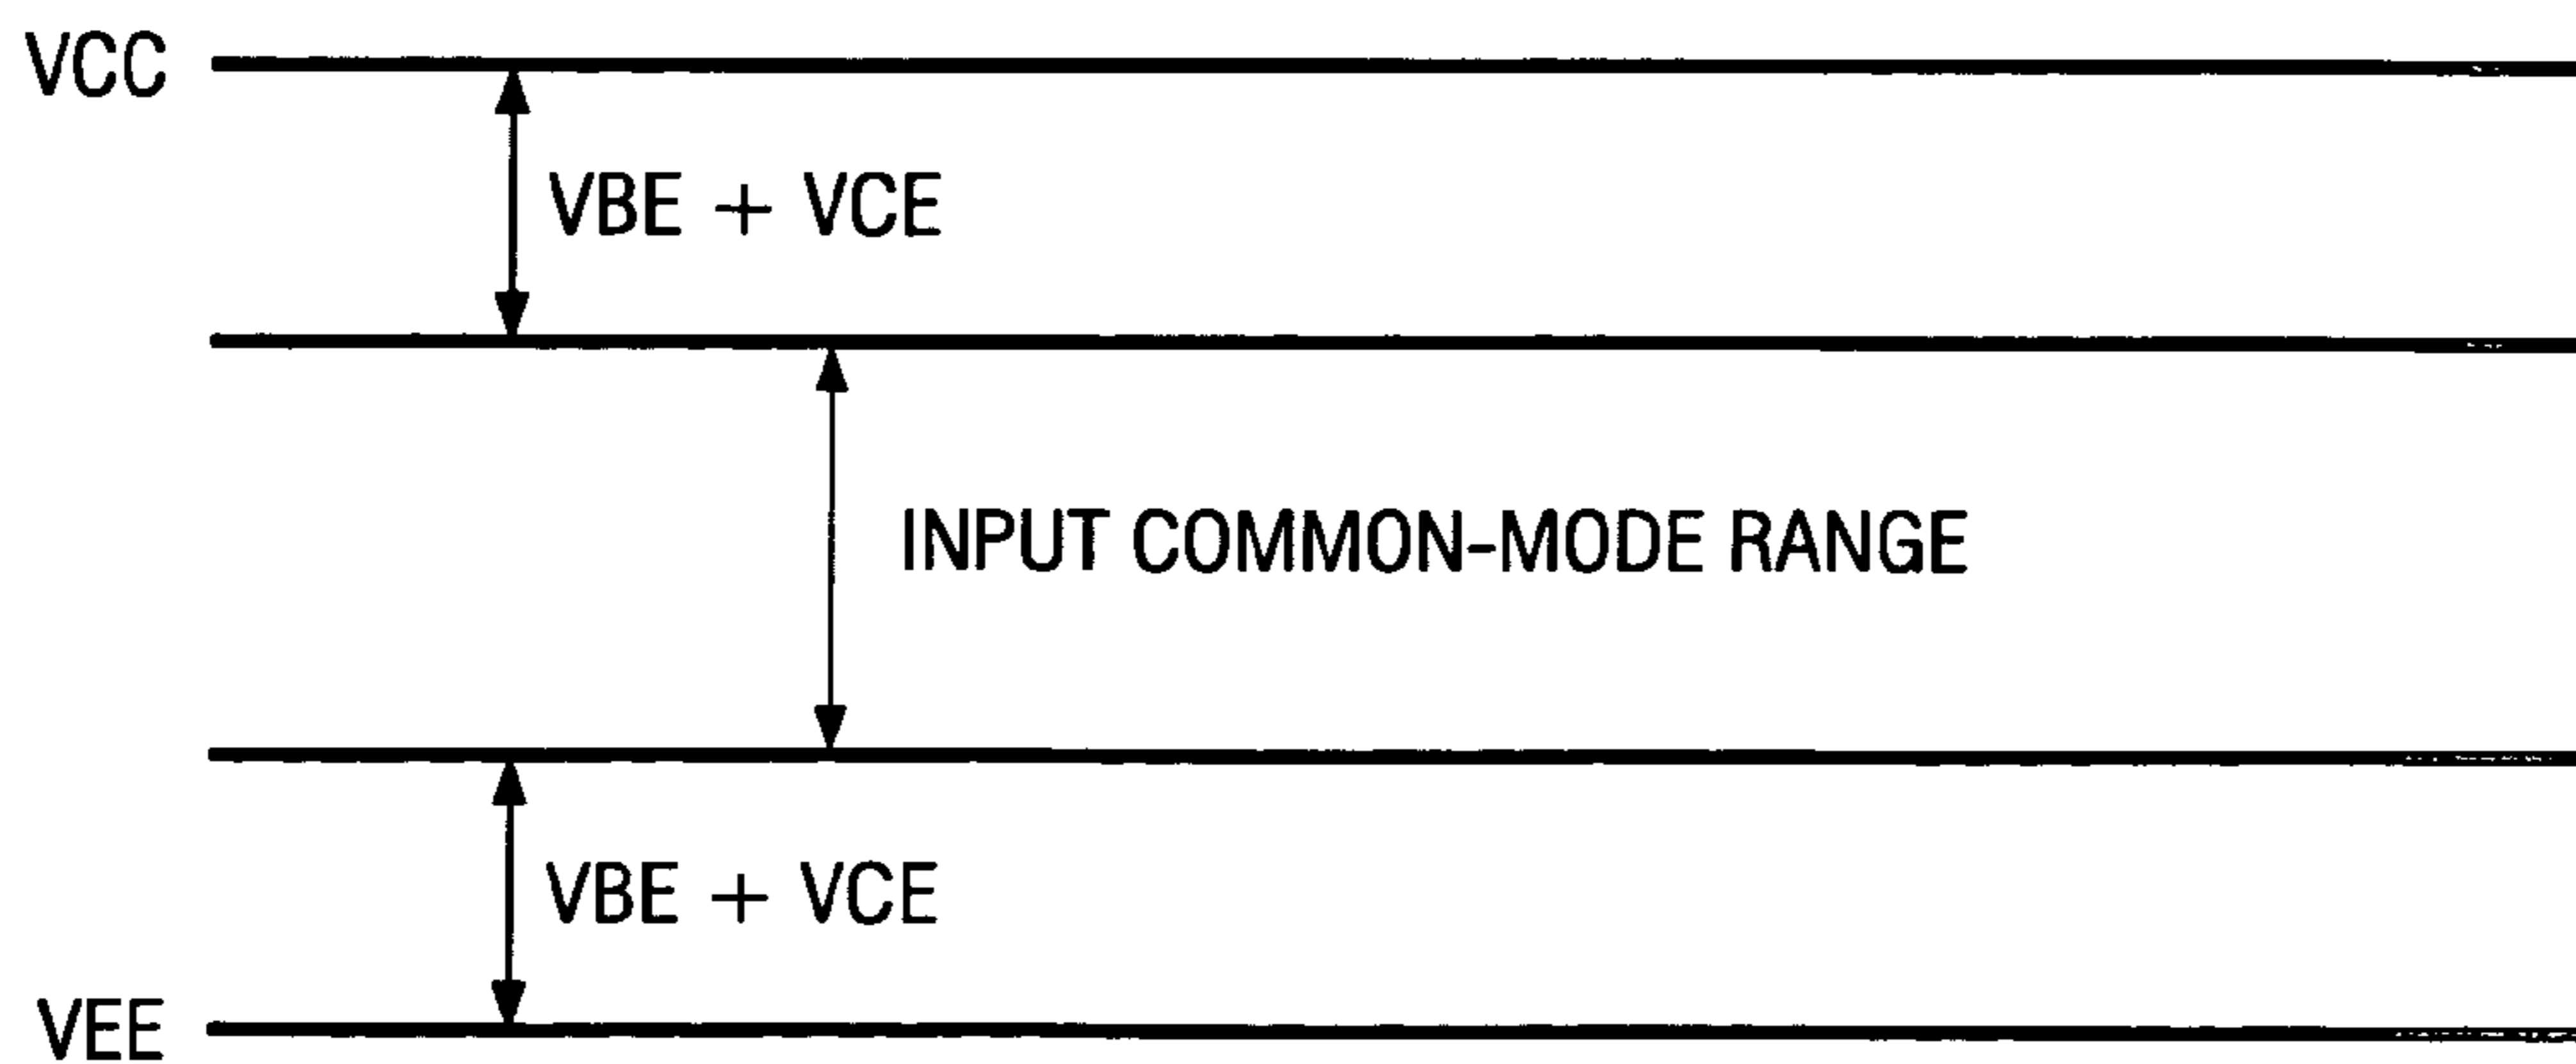 VCC
VBE + VCE
INPUT COMMON-MODE RANGE
VBE + VCE
VEE